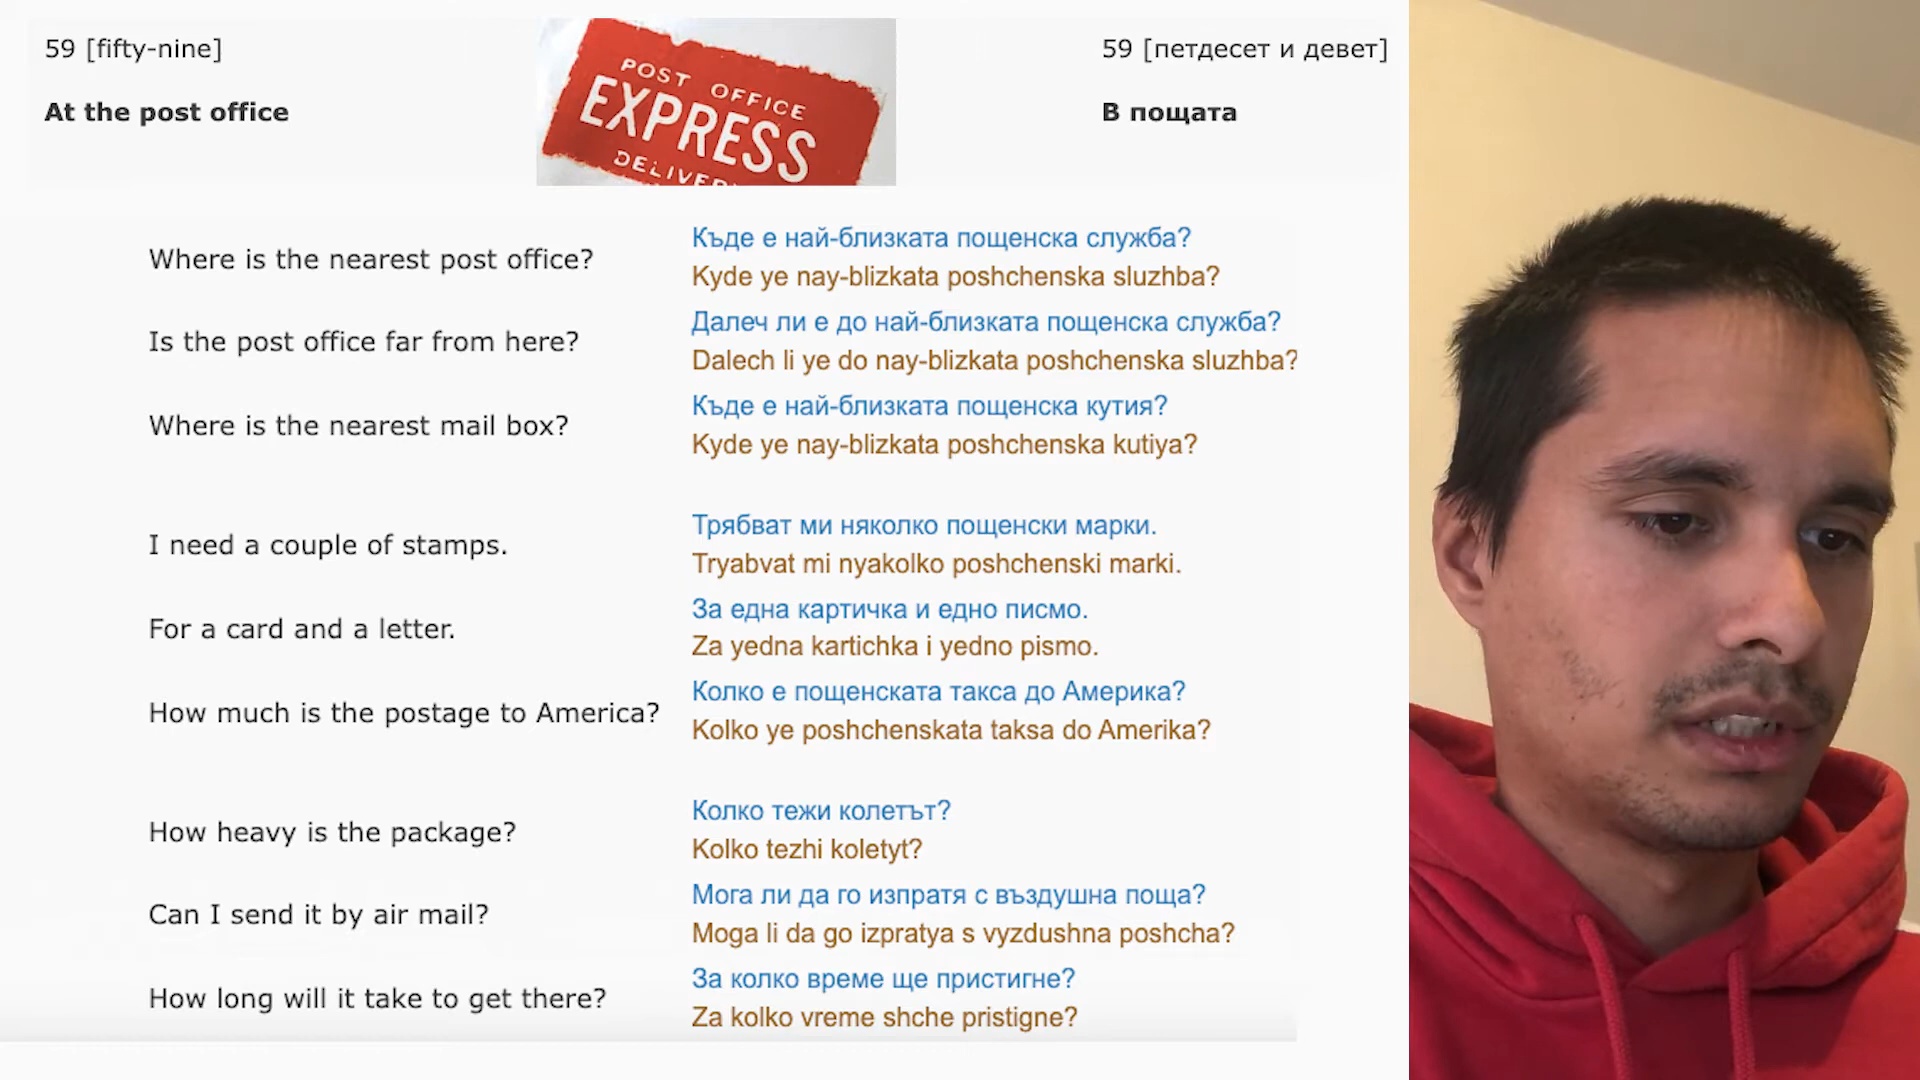 59 [fifty-nine]
At the post office
POST OFFICE
EXPRESS
59 [петдесет и девет]
В пощата
Where is the nearest post office?
Къде е най-близката пощенска служба?
Kyde ye nay-blizkata poshchenska sluzhba?
Is the post office far from here?
Далеч ли е до най-близката пощенска служба?
Dalech li ye do nay-blizkata poshchenska sluzhba?
Where is the nearest mail box?
Къде е най-близката пощенска кутия?
Kyde ye nay-blizkata poshchenska kutiya?
I need a couple of stamps.
Трябват ми няколко пощенски марки.
Tryabvat mi nyakolko poshchenski marki.
For a card and a letter.
За една картичка и едно писмо.
Za yedna kartichka i yedno pismo.
How much is the postage to America?
Колко е пощенската такса до Америка?
Kolko ye poshchenskata taksa do Amerika?
How heavy is the package?
Колко тежи колетът?
Kolko tezhi koletyt?
Can I send it by air mail?
Мога ли да го изпратя с въздушна поща?
Moga li da go izpratya s vyzdushna poshcha?
How long will it take to get there?
За колко време ще пристигне?
Za kolko vreme shche pristigne?